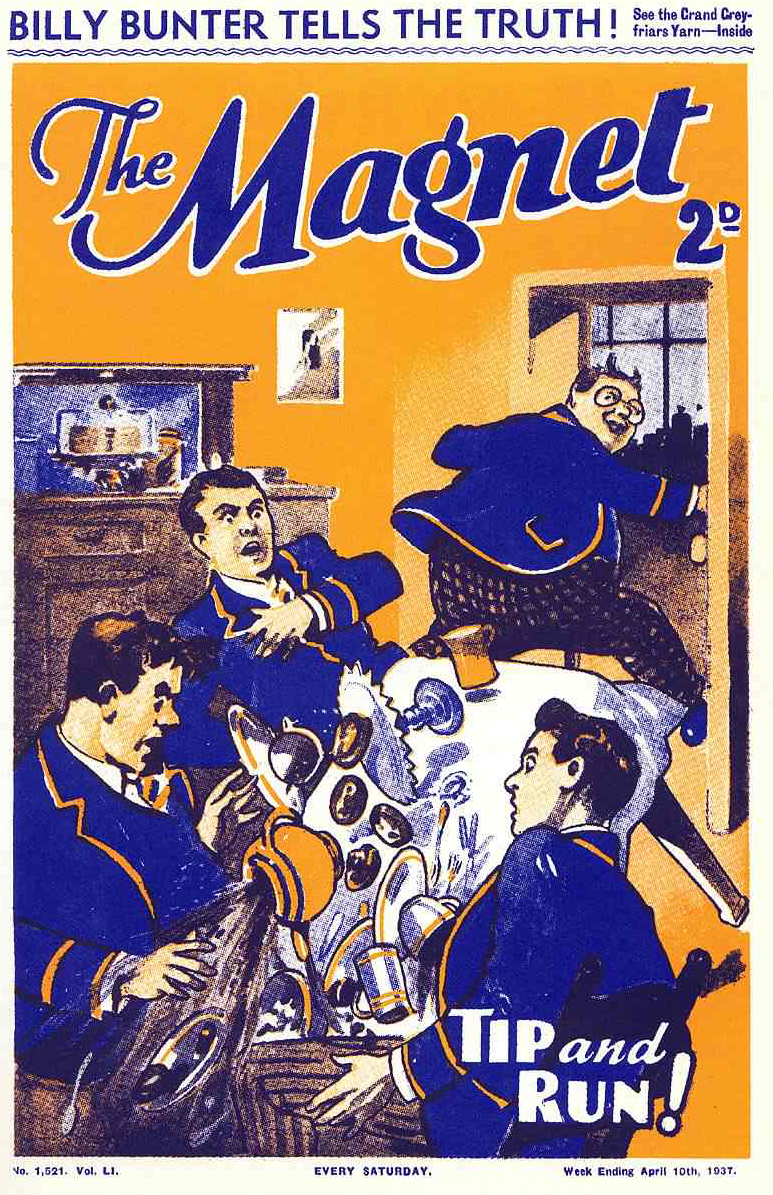 BILLY BUNTER TELLS THE TRUTH!
See the Grand Grey-
friars Yarn—Inside
The Magnet
2D
TIP and
RUN!
No. 1,521. Vol. LI.
EVERY SATURDAY.
Week Ending April 10th, 1937.